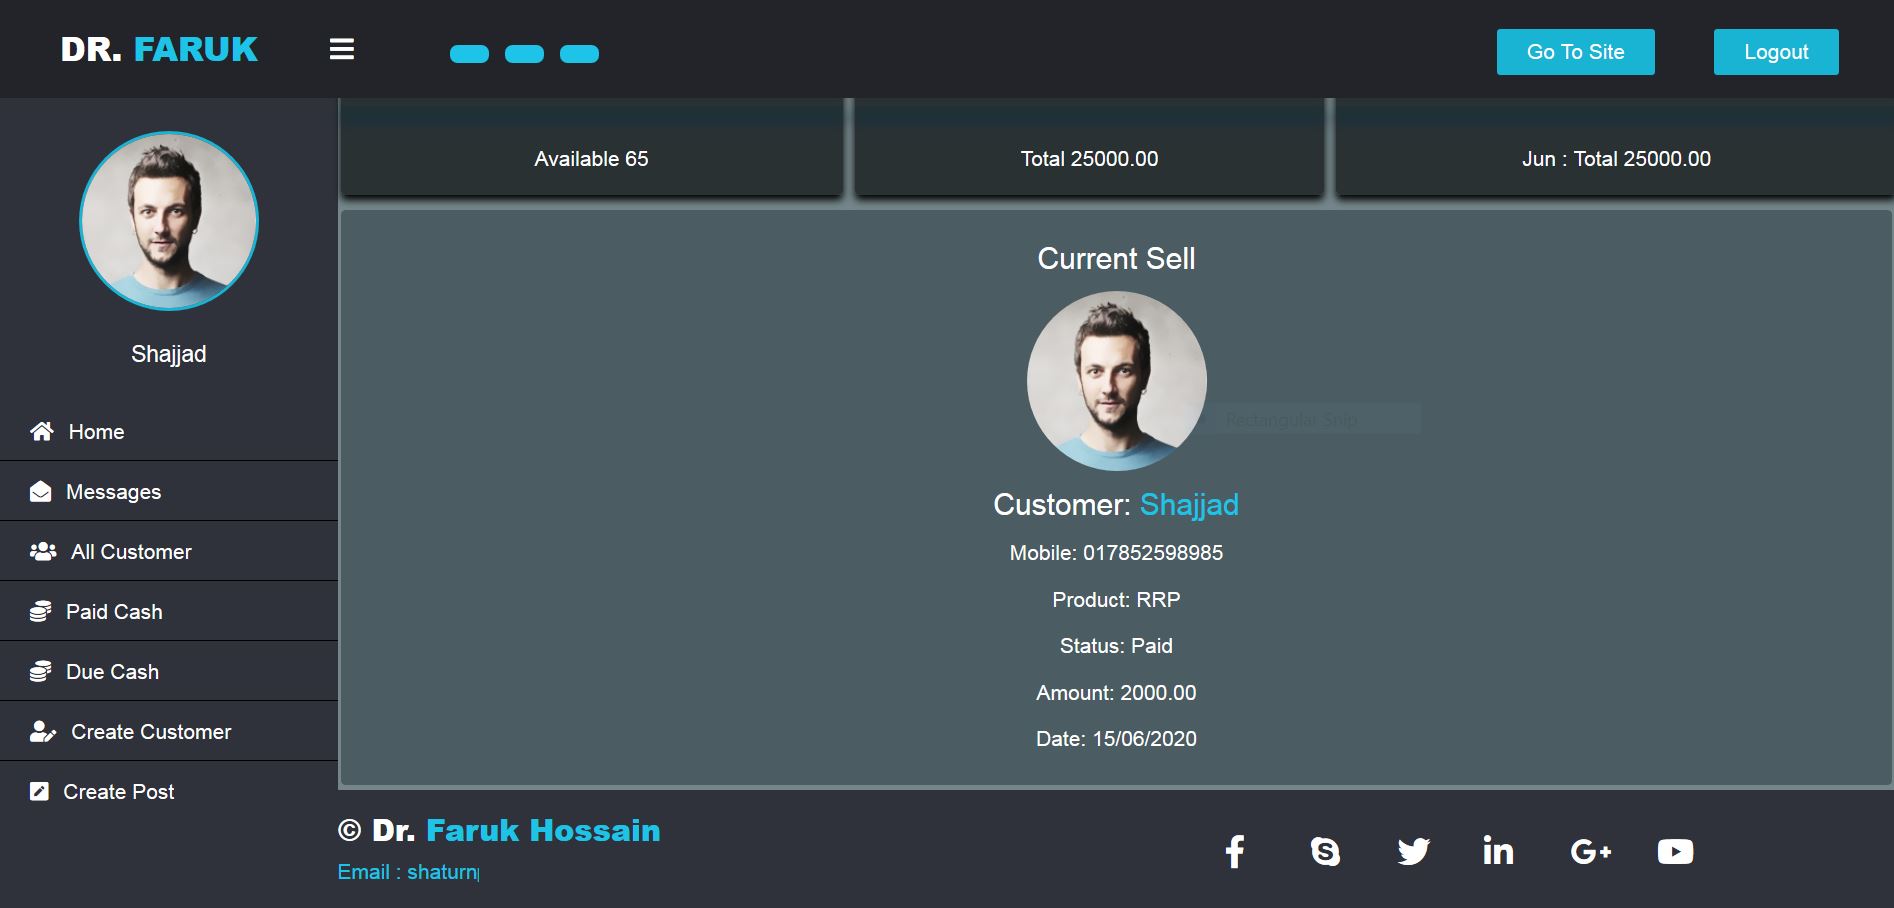 DR. FARUK
Go To Site
Logout
Shajjad
Home
Messages
All Customer
Paid Cash
Due Cash
Create Customer
Create Post
Available 65
Total 25000.00
Jun : Total 25000.00
Current Sell
Rectangular Snip
Customer: Shajjad
Mobile: 017852598985
Product: RRP
Status: Paid
Amount: 2000.00
Date: 15/06/2020
© Dr. Faruk Hossain
Email : shaturn